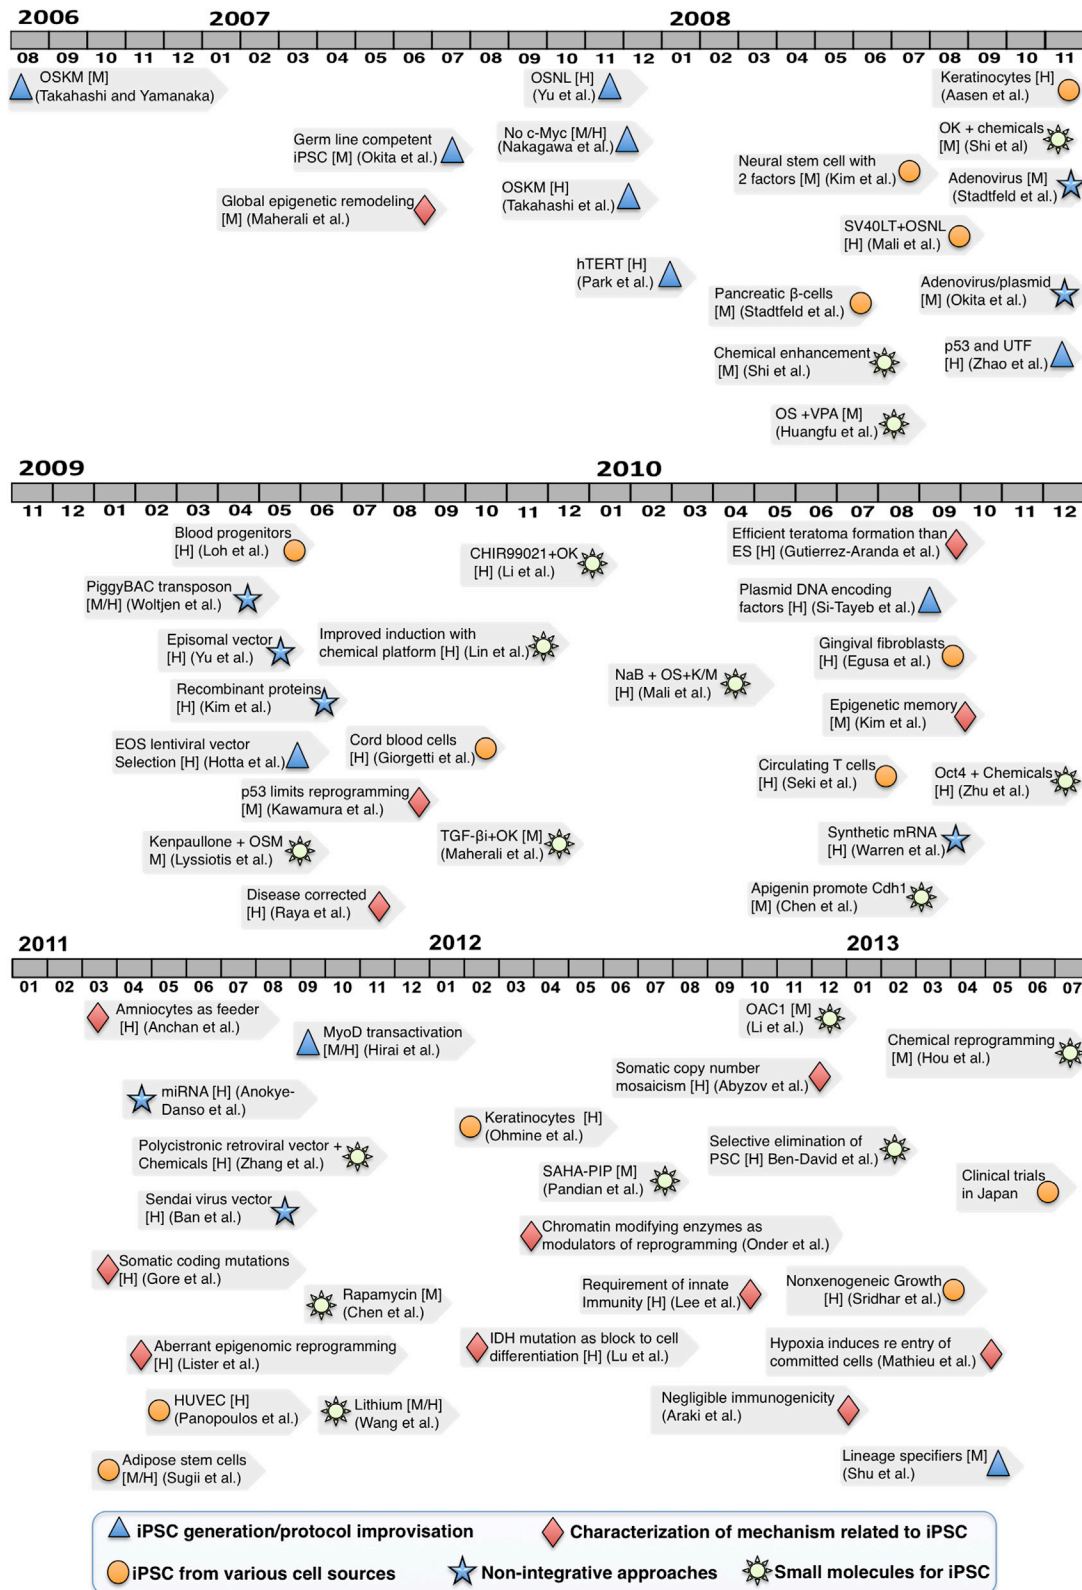 2006 2007 2008
08 09 10 11 12 01 02 03 04 05 06 07 08 09 10 11 12 01 02 03 04 05 06 07 08 09 10 11
OSKM [M]
(Takahashi and Yamanaka)
Germ line competent
iPSC [M] (Okita et al.)
Global epigenetic remodeling
[M] (Maherali et al.)
OSNL [H]
(Yu et al.)
No c-Myc [M/H]
(Nakagawa et al.)
OSKM [H]
(Takahashi et al.)
hTERT [H]
(Park et al.)
Neural stem cell with
2 factors [M] (Kim et al.)
SV40LT+OSNL
[H] (Mali et al.)
Pancreatic β-cells
[M] (Stadtfeld et al.)
Chemical enhancement
[M] (Shi et al.)
OS +VPA [M]
(Huangfu et al.)
Keratinocytes [H]
(Aasen et al.)
OK + chemicals
[M] (Shi et al)
Adenovirus [M]
(Stadtfeld et al.)
Adenovirus/plasmid
[M] (Okita et al.)
p53 and UTF
[H] (Zhao et al.)
2009 2010
11 12 01 02 03 04 05 06 07 08 09 10 11 12 01 02 03 04 05 06 07 08 09 10 11 12
Blood progenitors
[H] (Loh et al.)
PiggyBAC transposon
[M/H] (Woltjen et al.)
Episomal vector
[H] (Yu et al.)
Recombinant proteins
[H] (Kim et al.)
EOS lentiviral vector
Selection [H] (Hotta et al.)
p53 limits reprogramming
[M] (Kawamura et al.)
Kenpaullone + OSM
M] (Lyssiotis et al.)
Disease corrected
[H] (Raya et al.)
CHIR99021+OK
[H] (Li et al.)
Improved induction with
chemical platform [H] (Lin et al.)
Cord blood cells
[H] (Giorgetti et al.)
TGF-βi+OK [M]
(Maherali et al.)
NaB + OS+K/M
[H] (Mali et al.)
Efficient teratoma formation than
ES [H] (Gutierrez-Aranda et al.)
Plasmid DNA encoding
factors [H] (Si-Tayeb et al.)
Gingival fibroblasts
[H] (Egusa et al.)
Epigenetic memory
[M] (Kim et al.)
Circulating T cells
[H] (Seki et al.)
Oct4 + Chemicals
[H] (Zhu et al.)
Synthetic mRNA
[H] (Warren et al.)
Apigenin promote Cdh1
[M] (Chen et al.)
2011 2012 2013
01 02 03 04 05 06 07 08 09 10 11 12 01 02 03 04 05 06 07 08 09 10 11 12 01 02 03 04 05 06 07
Amniocytes as feeder
[H] (Anchan et al.)
MyoD transactivation
[M/H] (Hirai et al.)
miRNA [H] (Anokye-
Danso et al.)
Polycistronic retroviral vector +
Chemicals [H] (Zhang et al.)
Sendai virus vector
[H] (Ban et al.)
Somatic coding mutations
[H] (Gore et al.)
Rapamycin [M]
(Chen et al.)
Aberrant epigenomic reprogramming
[H] (Lister et al.)
HUVEC [H]
(Panopoulos et al.)
Lithium [M/H]
(Wang et al.)
Adipose stem cells
[M/H] (Sugii et al.)
OAC1 [M]
(Li et al.)
Chemical reprogramming
[M] (Hou et al.)
Somatic copy number
mosaicism [H] (Abyzov et al.)
Keratinocytes [H]
(Ohmine et al.)
Selective elimination of
PSC [H] Ben-David et al.)
SAHA-PIP [M]
(Pandian et al.)
Clinical trials
in Japan
Chromatin modifying enzymes as
modulators of reprogramming (Onder et al.)
Requirement of innate
Immunity [H] (Lee et al.)
Nonxenogeneic Growth
[H] (Sridhar et al.)
IDH mutation as block to cell
differentiation [H] (Lu et al.)
Hypoxia induces re entry of
committed cells (Mathieu et al.)
Negligible immunogenicity
(Araki et al.)
Lineage specifiers [M]
(Shu et al.)
iPSC generation/protocol improvisation
Characterization of mechanism related to iPSC
iPSC from various cell sources
Non-integrative approaches
Small molecules for iPSC